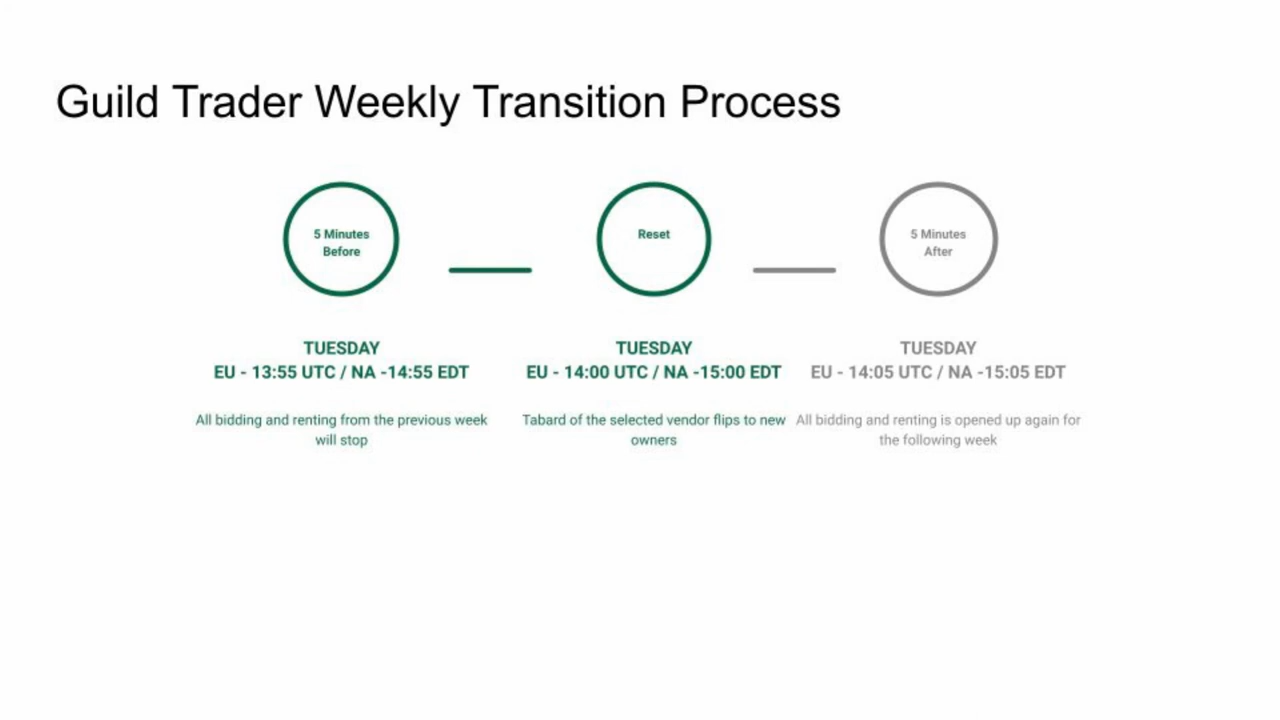 Guild Trader Weekly Transition Process
5 Minutes
Before
Reset
5 Minutes
After
TUESDAY
EU - 13:55 UTC / NA -14:55 EDT
All bidding and renting from the previous week
will stop
TUESDAY
EU - 14:00 UTC / NA -15:00 EDT
Tabard of the selected vendor flips to new
owners
TUESDAY
EU - 14:05 UTC / NA -15:05 EDT
All bidding and renting is opened up again for
the following week